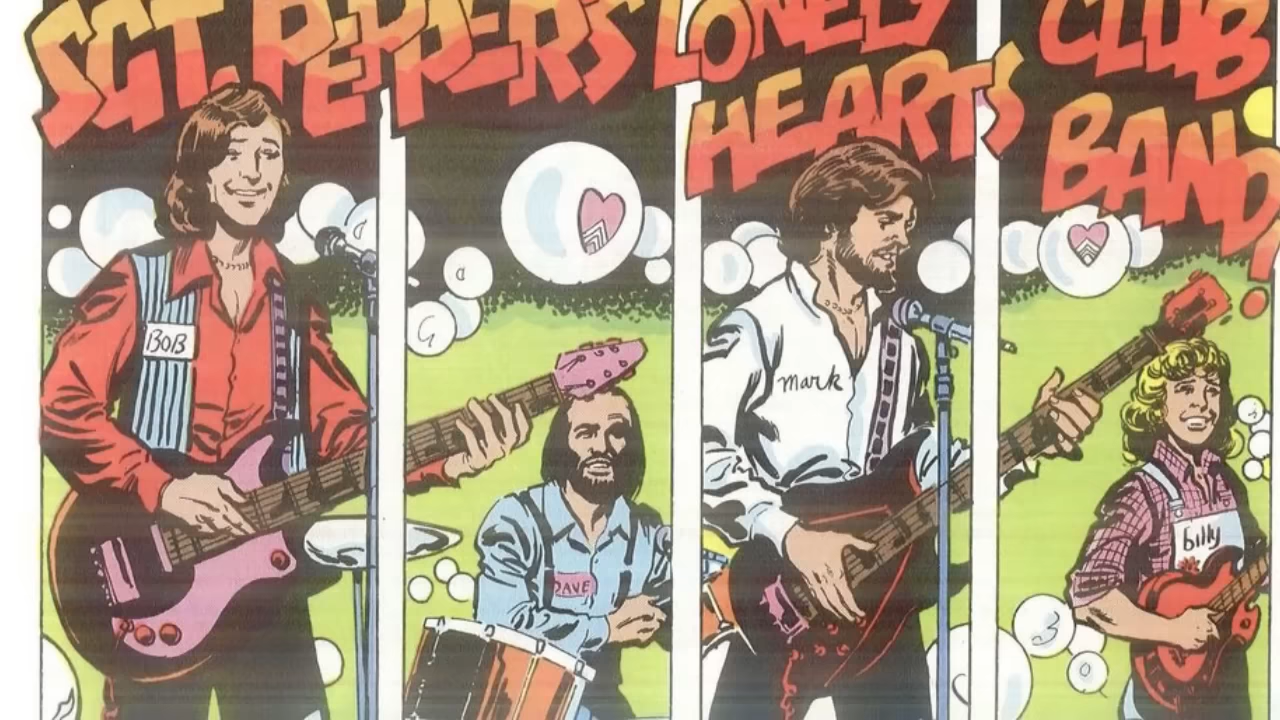 SGT. PEPPER'S LONELY
HEARTS
CLUB
BAND!
BOB
DAVE
mark
billy